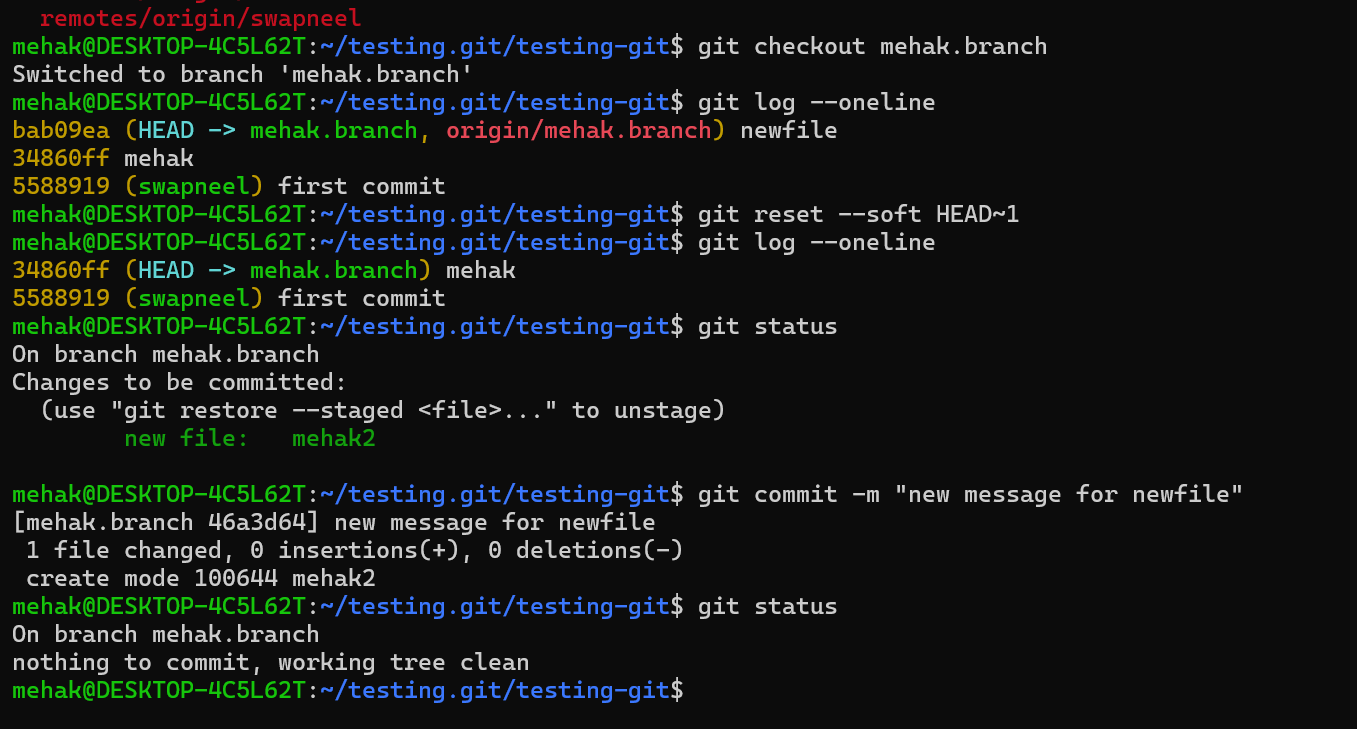 remotes/origin/swapneel
mehak@DESKTOP-4C5L62T:~/testing.git/testing-git$ git checkout mehak.branch
Switched to branch 'mehak.branch'
mehak@DESKTOP-4C5L62T:~/testing.git/testing-git$ git log --oneline
bab09ea (HEAD -> mehak.branch, origin/mehak.branch) newfile
34860ff mehak
5588919 (swapneel) first commit
mehak@DESKTOP-4C5L62T:~/testing.git/testing-git$ git reset --soft HEAD~1
mehak@DESKTOP-4C5L62T:~/testing.git/testing-git$ git log --oneline
34860ff (HEAD -> mehak.branch) mehak
5588919 (swapneel) first commit
mehak@DESKTOP-4C5L62T:~/testing.git/testing-git$ git status
On branch mehak.branch
Changes to be committed:
  (use "git restore --staged <file>..." to unstage)
        new file:   mehak2
mehak@DESKTOP-4C5L62T:~/testing.git/testing-git$ git commit -m "new message for newfile"
[mehak.branch 46a3d64] new message for newfile
 1 file changed, 0 insertions(+), 0 deletions(-)
 create mode 100644 mehak2
mehak@DESKTOP-4C5L62T:~/testing.git/testing-git$ git status
On branch mehak.branch
nothing to commit, working tree clean
mehak@DESKTOP-4C5L62T:~/testing.git/testing-git$